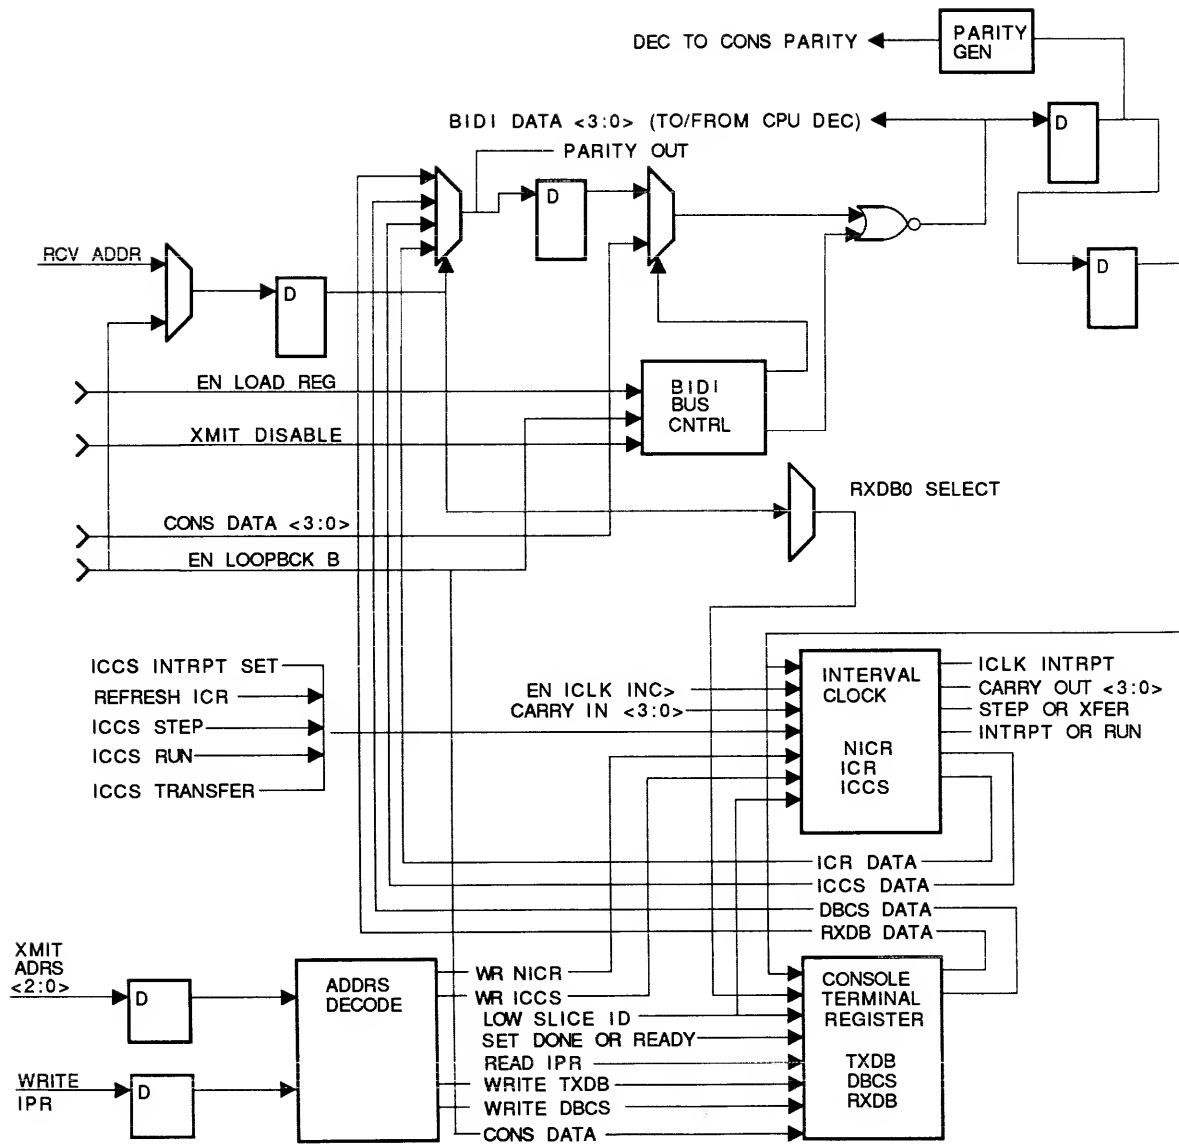 DEC TO CONS PARITY
PARITY
GEN
BIDI DATA <3:0> (TO/FROM CPU DEC)
D
PARITY OUT
D
RCV ADDR
D
D
EN LOAD REG
BIDI
BUS
CNTRL
XMIT DISABLE
RXDB0 SELECT
CONS DATA <3:0>
EN LOOPBCK B
ICCS INTRPT SET
REFRESH ICR
ICCS STEP
ICCS RUN
ICCS TRANSFER
EN ICLK INC>
CARRY IN <3:0>
INTERVAL
CLOCK
NICR
ICR
ICCS
ICLK INTRPT
CARRY OUT <3:0>
STEP OR XFER
INTRPT OR RUN
ICR DATA
ICCS DATA
DBCS DATA
RXDB DATA
XMIT
ADRS
<2:0>
D
WRITE
IPR
D
ADDRS
DECODE
WR NICR
WR ICCS
LOW SLICE ID
SET DONE OR READY
READ IPR
WRITE TXDB
WRITE DBCS
CONS DATA
CONSOLE
TERMINAL
REGISTER
TXDB
DBCS
RXDB